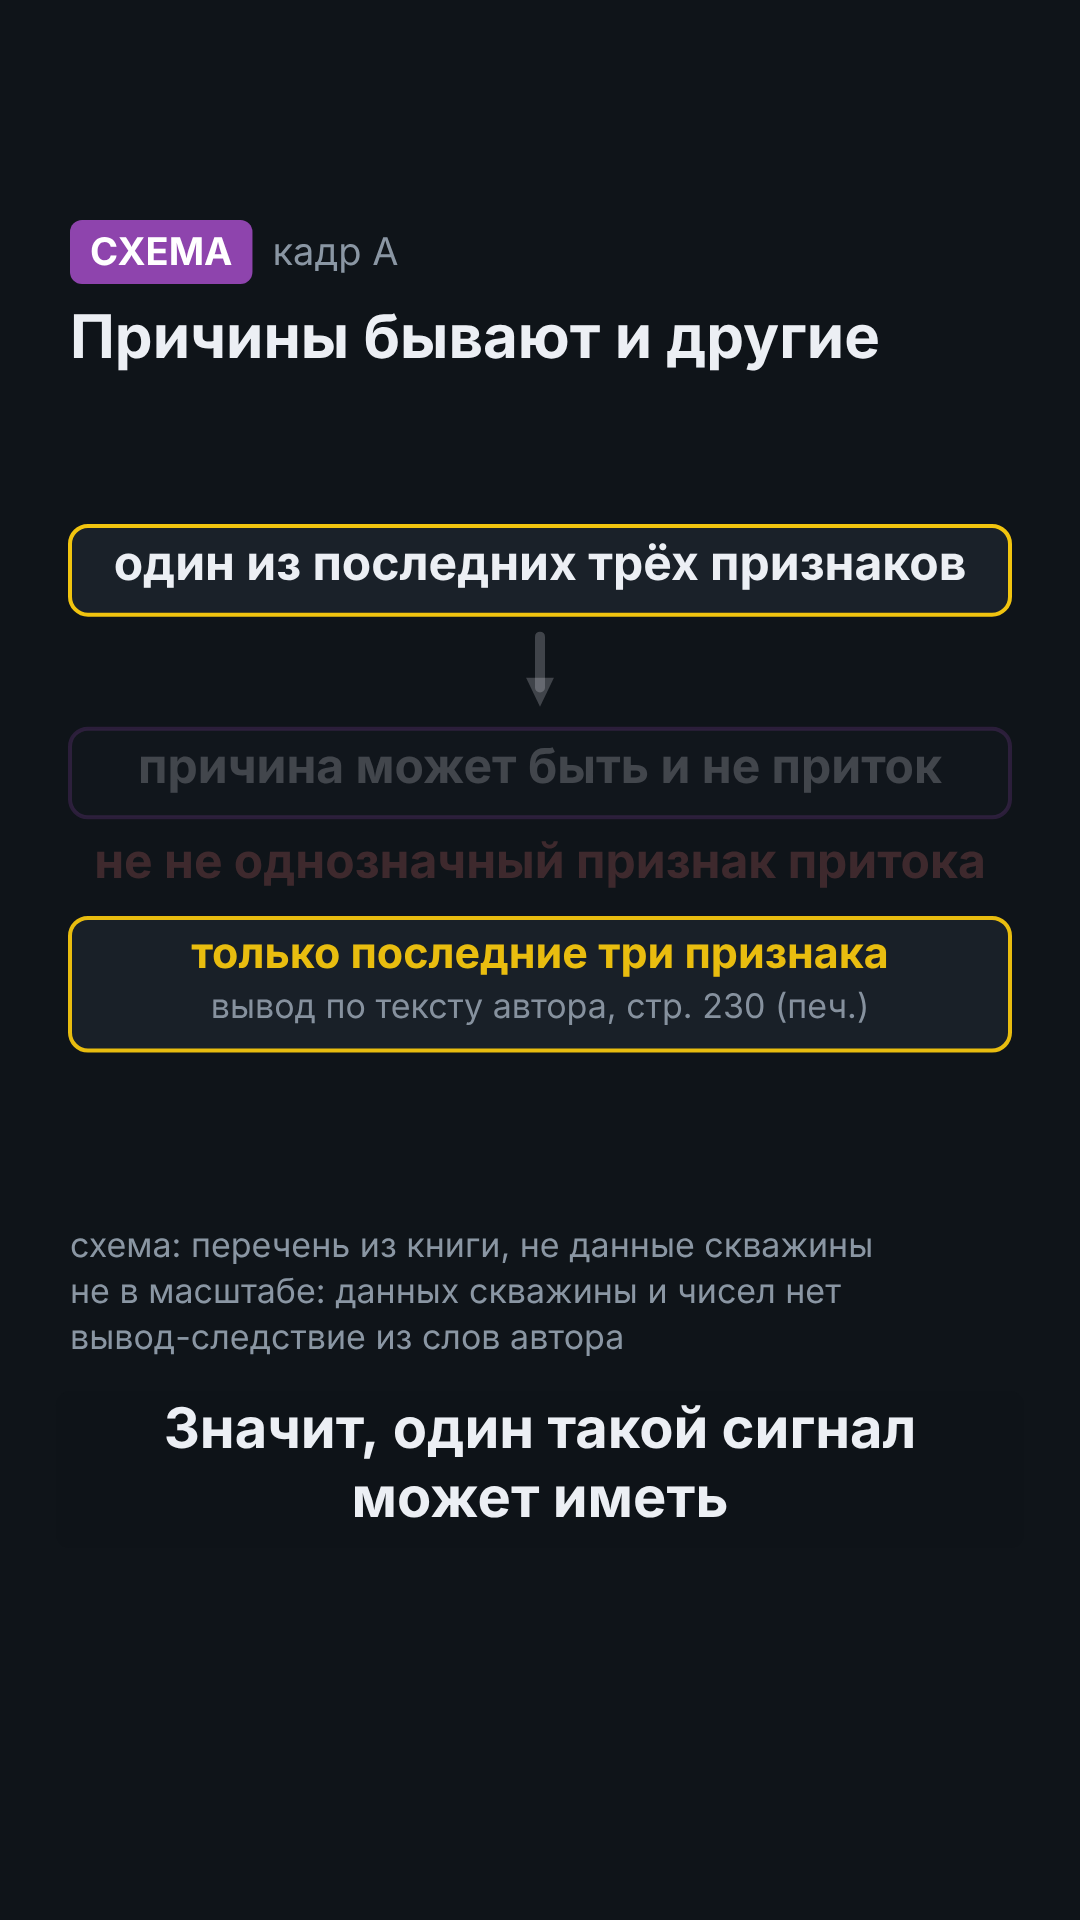 СХЕМА кадр А
Причины бывают и другие
один из последних трёх признаков
причина может быть и не приток
не не однозначный признак притока
только последние три признака
вывод по тексту автора, стр. 230 (печ.)
схема: перечень из книги, не данные скважины
не в масштабе: данных скважины и чисел нет
вывод-следствие из слов автора
Значит, один такой сигнал
может иметь